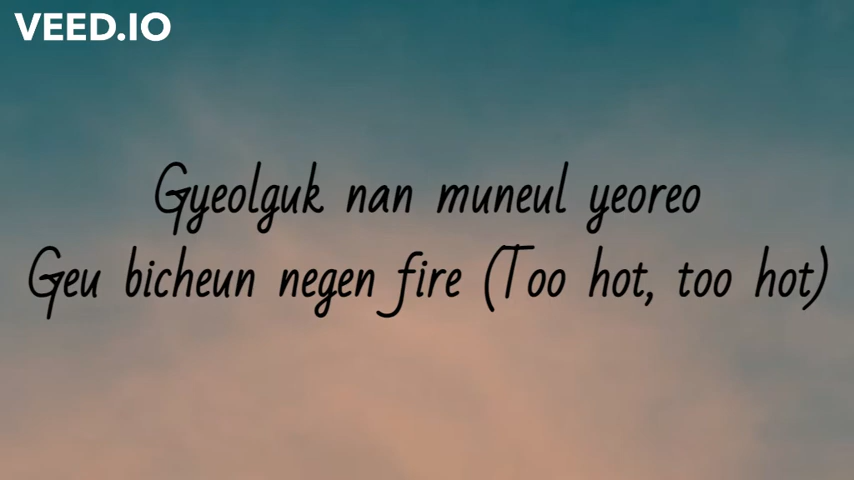 VEED.IO
Gyeolguk nan muneul yeoreo
Geu bicheun negen fire (Too hot, too hot)